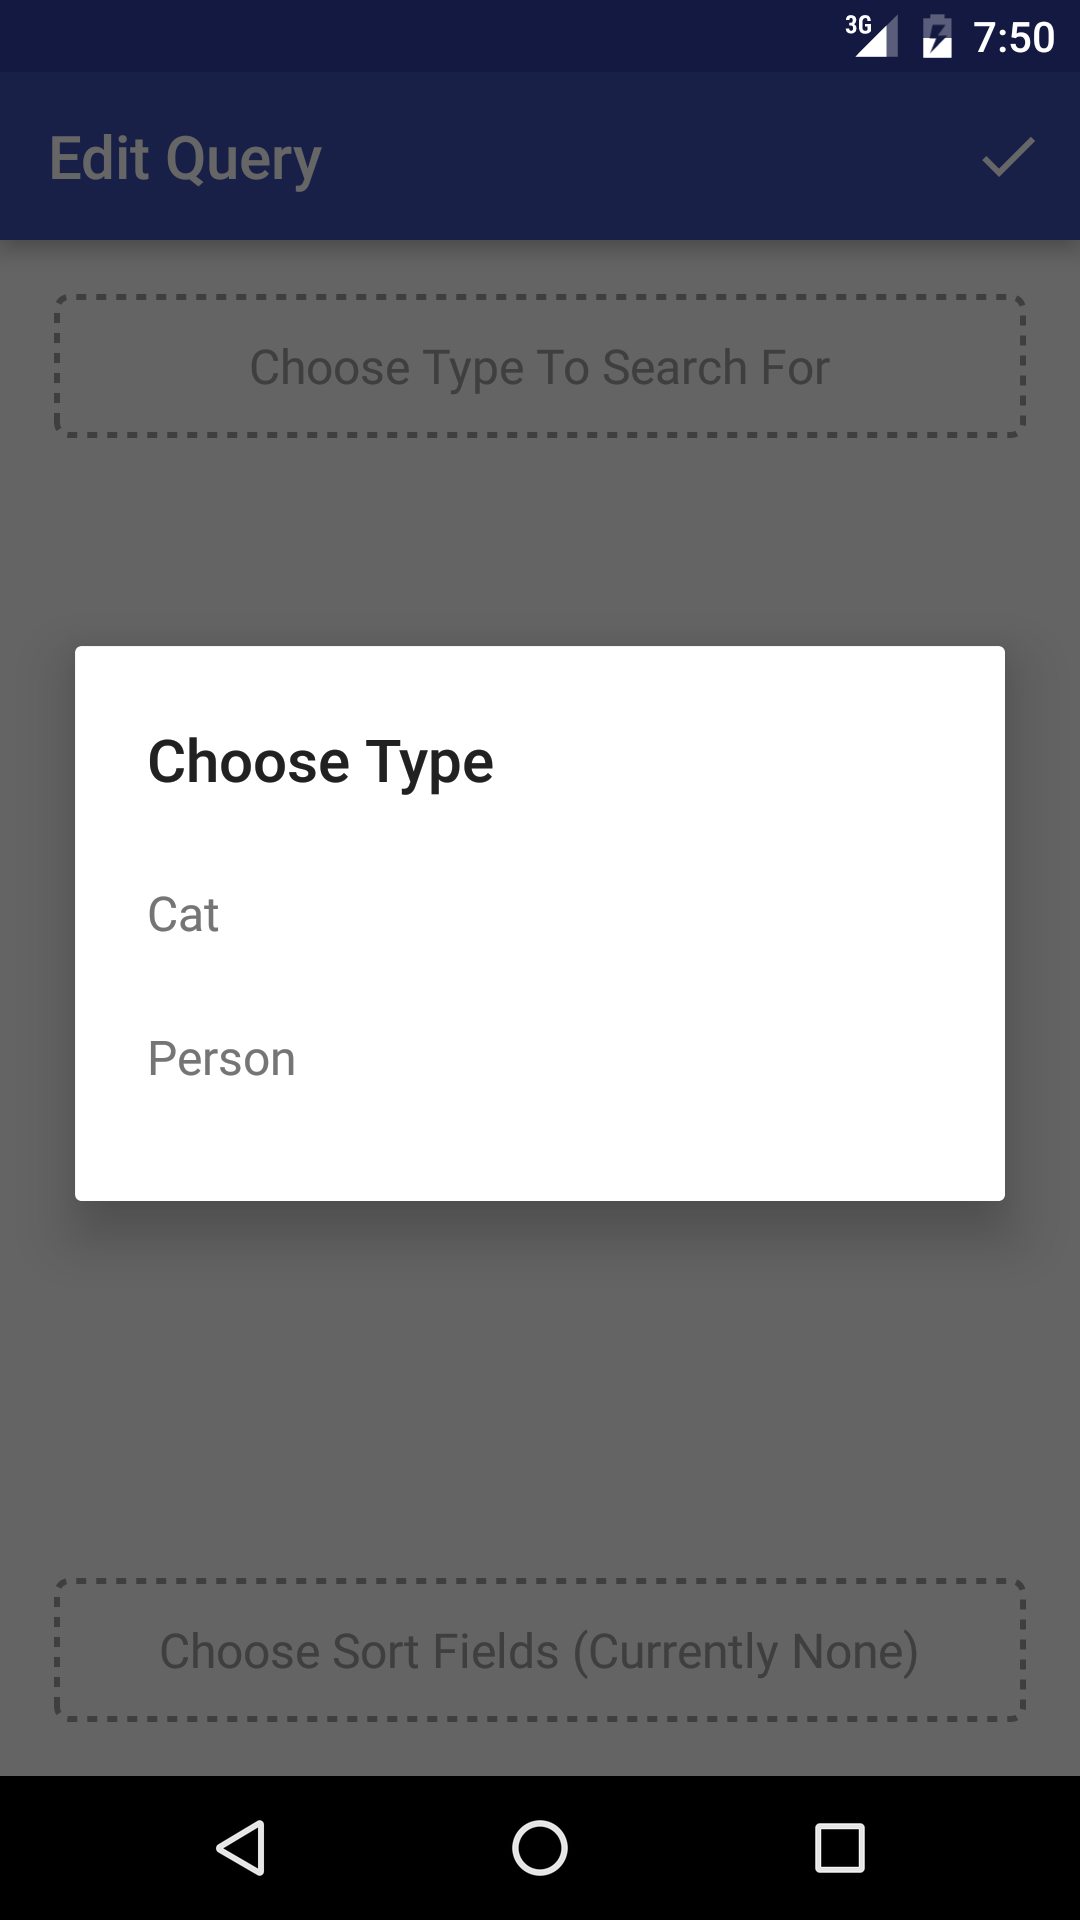 3G 7:50
Edit Query
Choose Type To Search For
Choose Type
Cat
Person
Choose Sort Fields (Currently None)